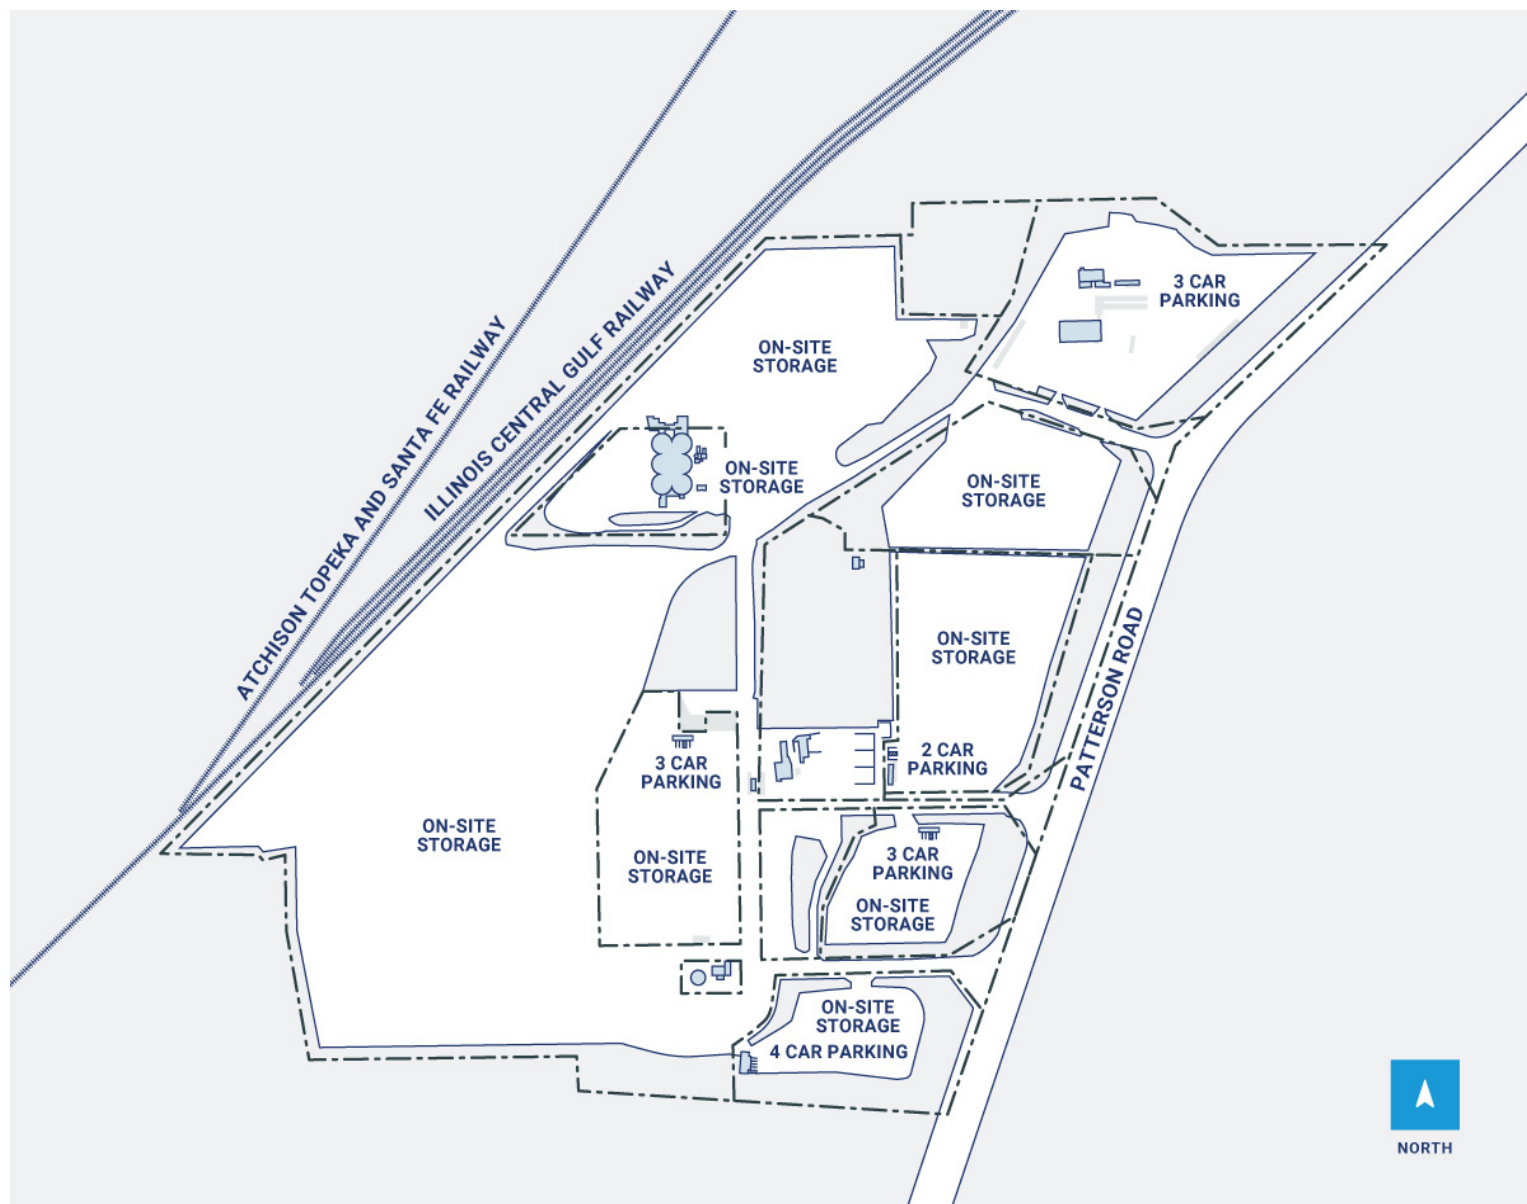 ATCHISON TOPEKA AND SANTA FE RAILWAY
ILLINOIS CENTRAL GULF RAILWAY
3 CAR
PARKING
ON-SITE
STORAGE
ON-SITE
STORAGE
ON-SITE
STORAGE
ON-SITE
STORAGE
PATTERSON ROAD
3 CAR
PARKING
2 CAR
PARKING
ON-SITE
STORAGE
ON-SITE
STORAGE
3 CAR
PARKING
ON-SITE
STORAGE
ON-SITE
STORAGE
4 CAR PARKING
NORTH